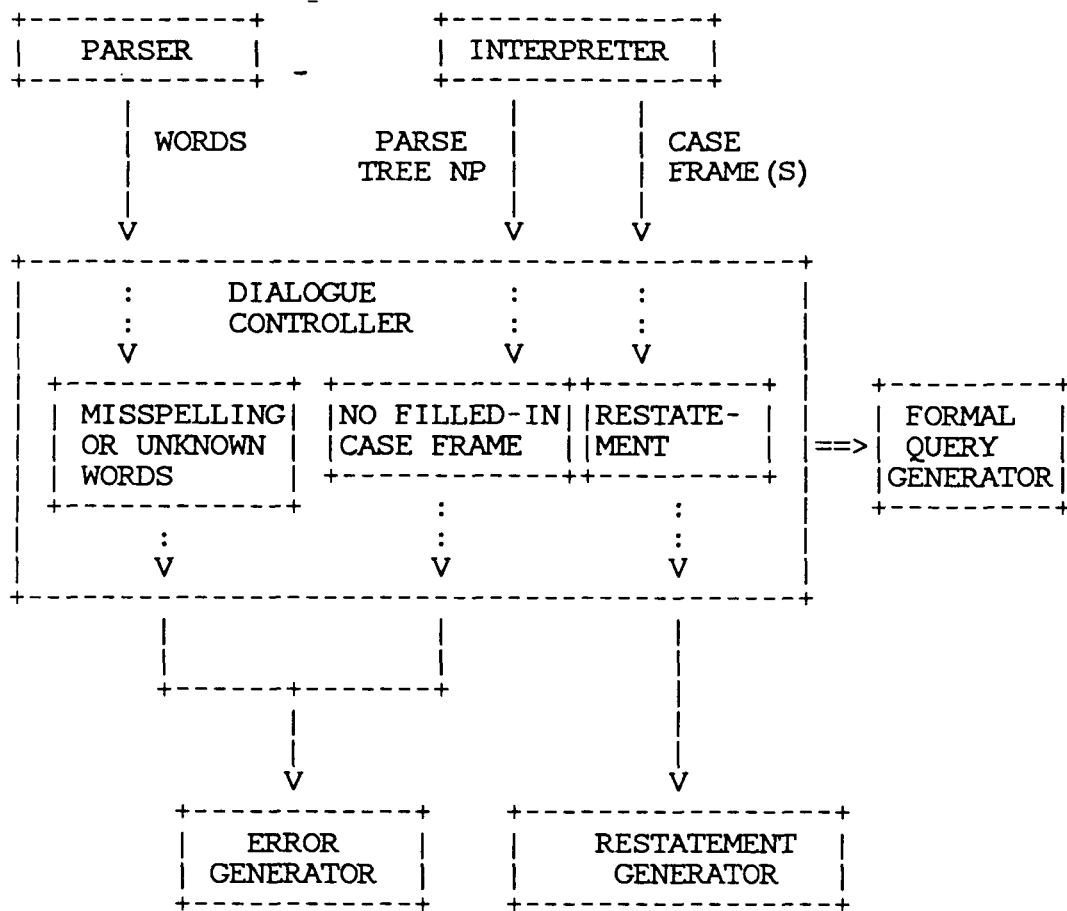 PARSER
INTERPRETER
WORDS
PARSE
TREE NP
CASE
FRAME(S)
DIALOGUE
CONTROLLER
MISSPELLING
OR UNKNOWN
WORDS
NO FILLED-IN
CASE FRAME
RESTATE-
MENT
FORMAL
QUERY
GENERATOR
ERROR
GENERATOR
RESTATEMENT
GENERATOR